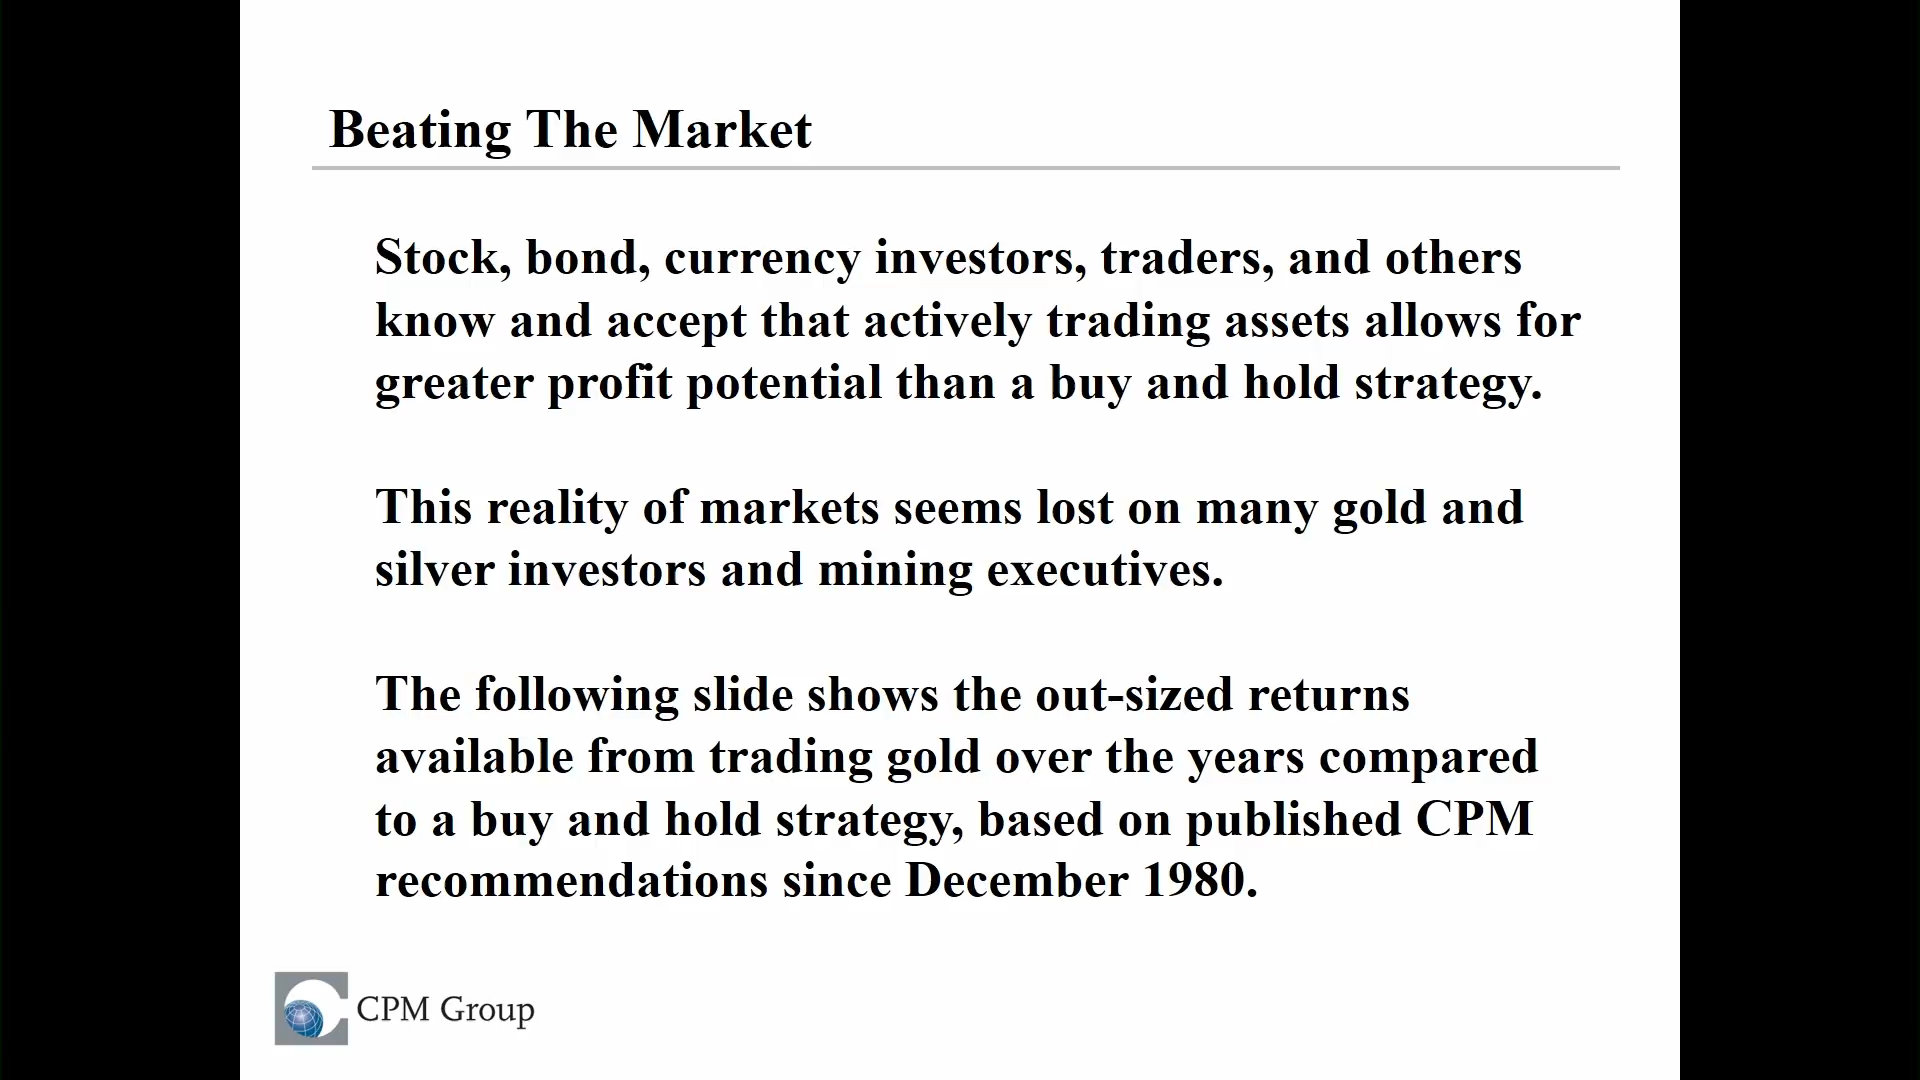 Beating The Market
Stock, bond, currency investors, traders, and others
know and accept that actively trading assets allows for
greater profit potential than a buy and hold strategy.
This reality of markets seems lost on many gold and
silver investors and mining executives.
The following slide shows the out-sized returns
available from trading gold over the years compared
to a buy and hold strategy, based on published CPM
recommendations since December 1980.
CPM Group